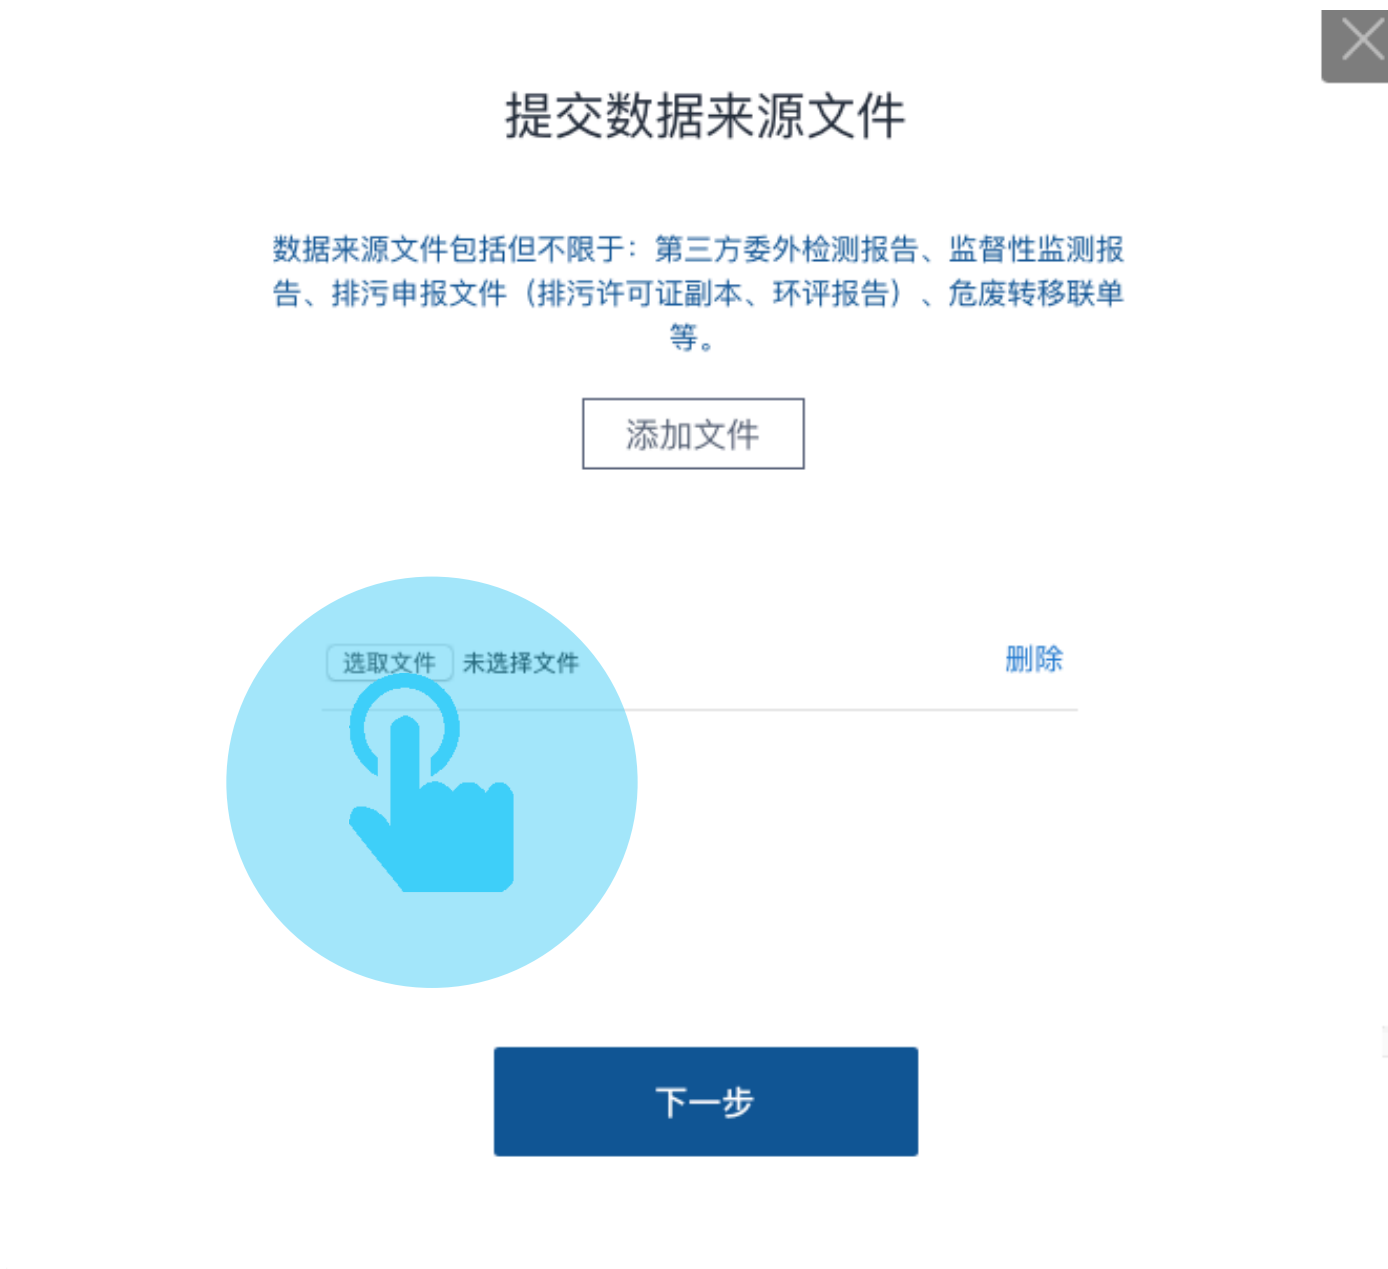 提交数据来源文件
数据来源文件包括但不限于：第三方委外检测报告、监督性监测报
告、排污申报文件（排污许可证副本、环评报告）、危废转移联单
等。
添加文件
选取文件 未选择文件 删除
下一步